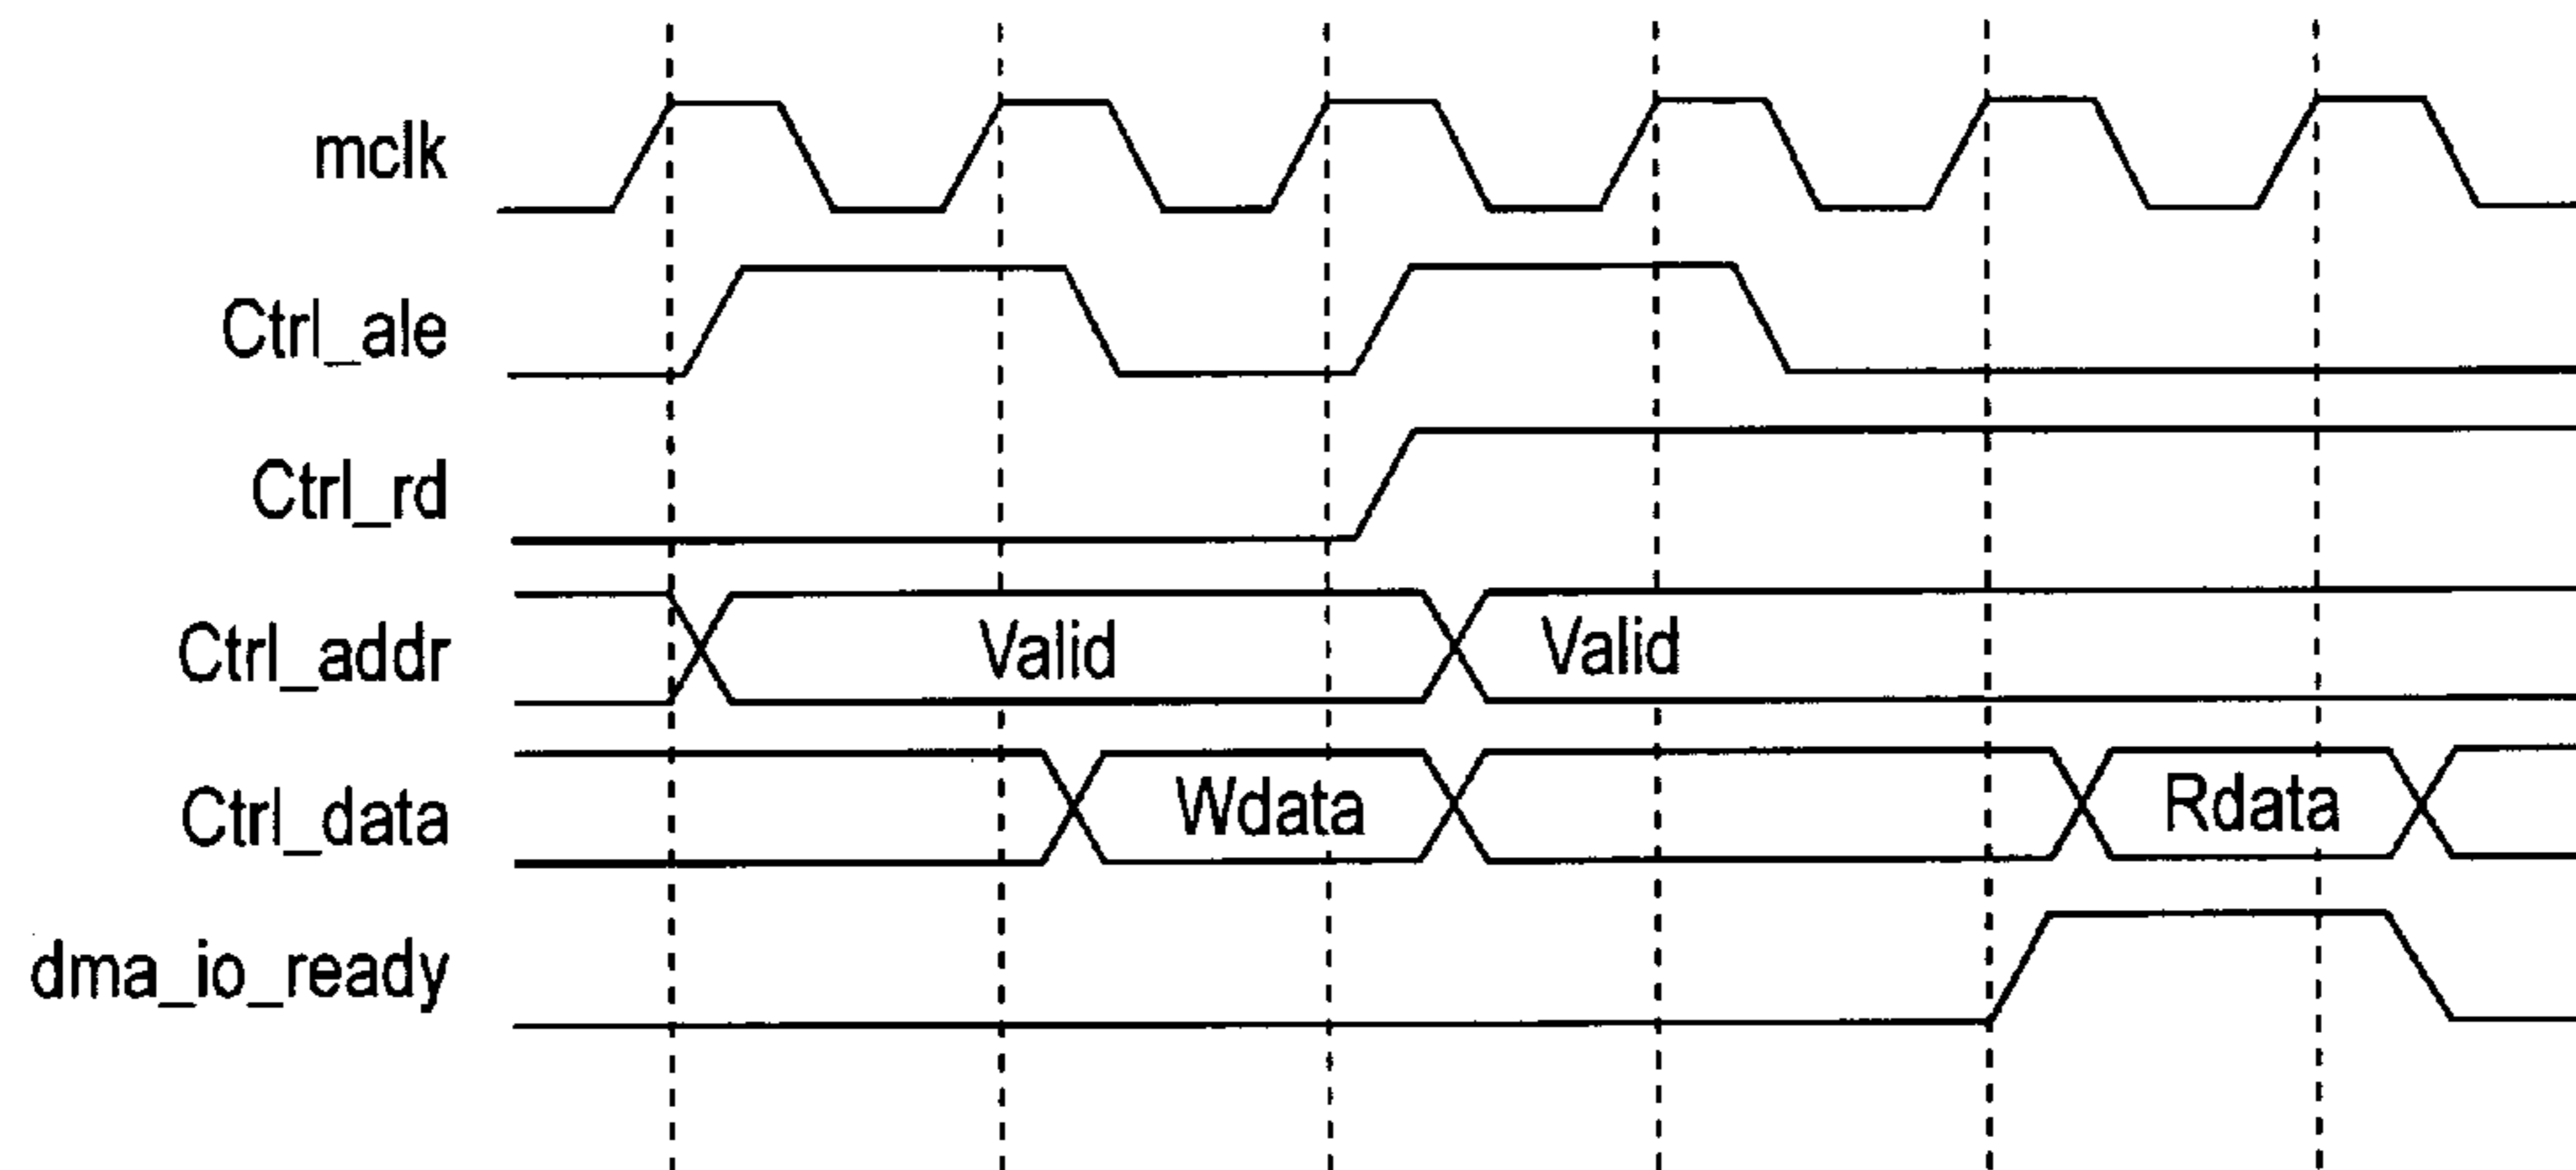 mclk
Ctrl_ale
Ctrl_rd
Ctrl_addr Valid Valid
Ctrl_data Wdata Rdata
dma_io_ready